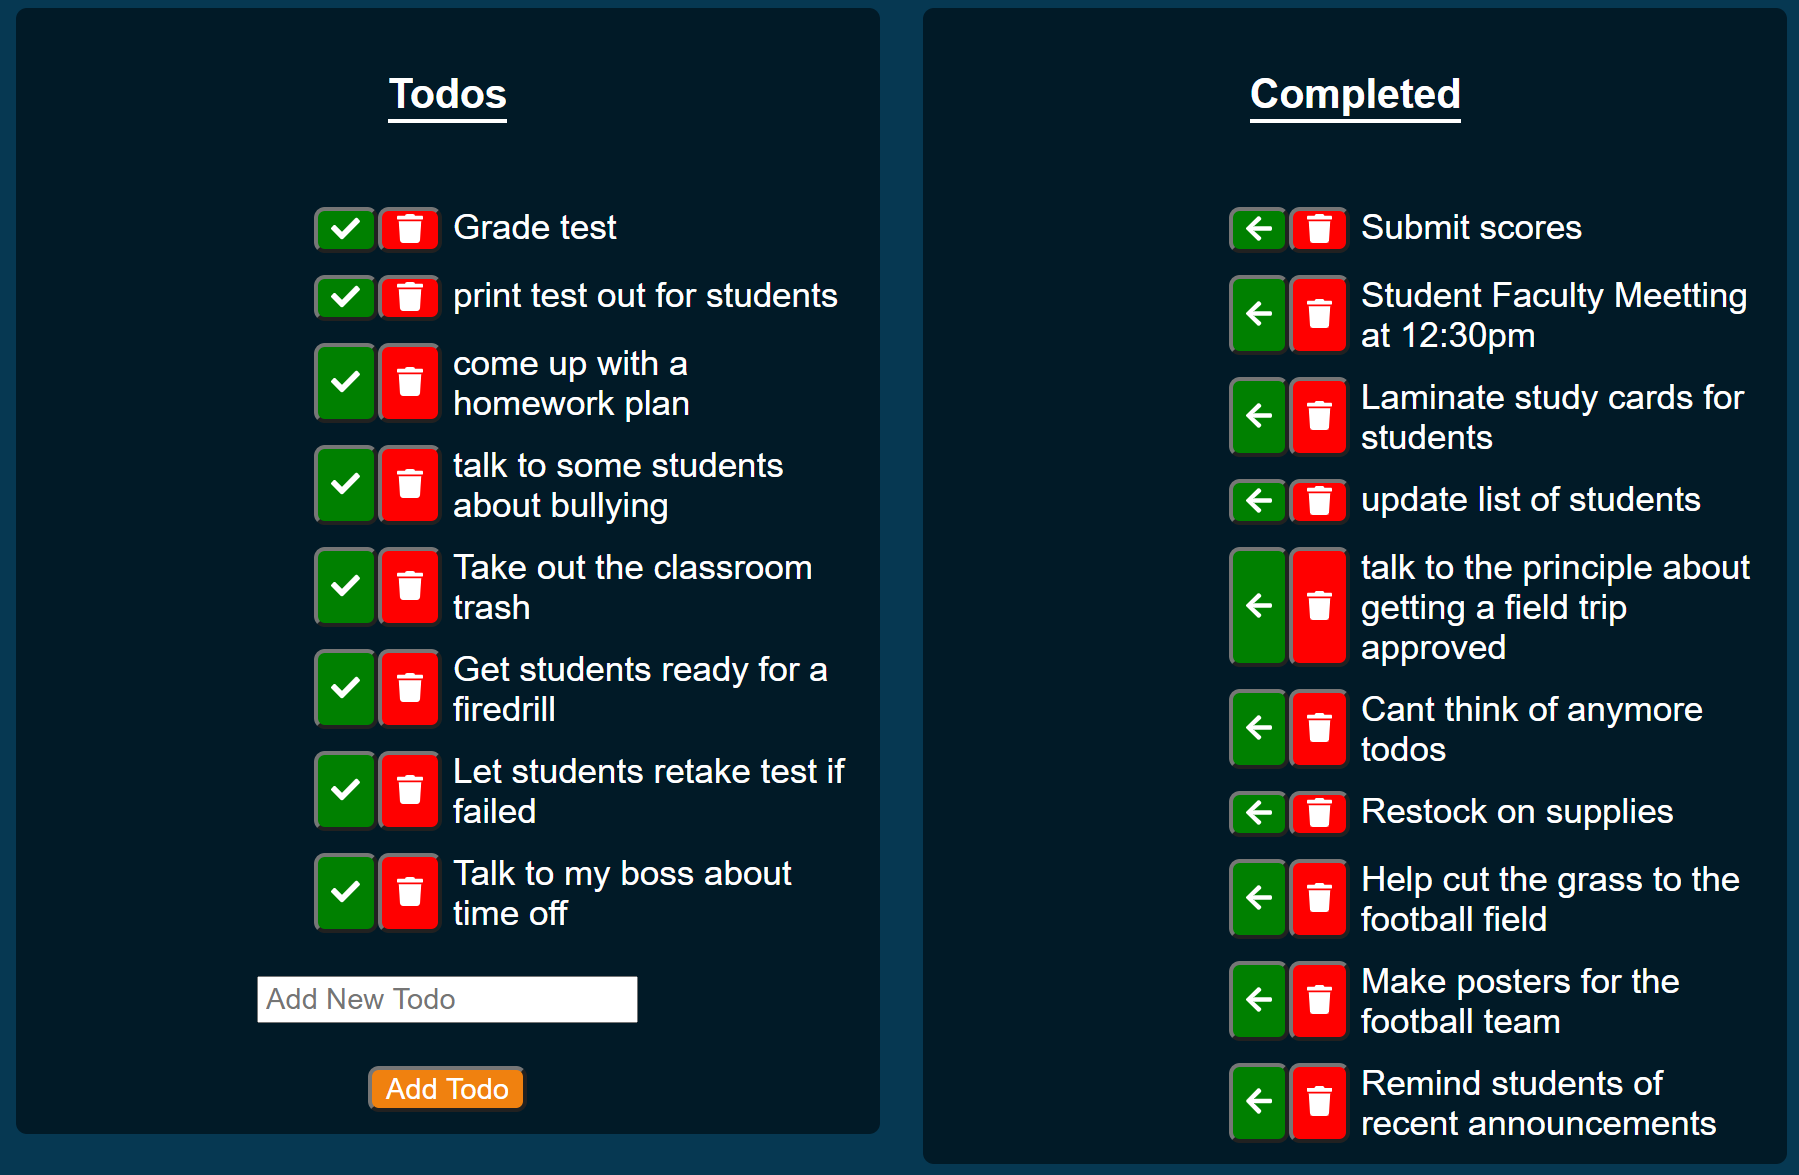 Todos
Grade test
print test out for students
come up with a
homework plan
talk to some students
about bullying
Take out the classroom
trash
Get students ready for a
firedrill
Let students retake test if
failed
Talk to my boss about
time off
Add New Todo
Add Todo
Completed
Submit scores
Student Faculty Meetting
at 12:30pm
Laminate study cards for
students
update list of students
talk to the principle about
getting a field trip
approved
Cant think of anymore
todos
Restock on supplies
Help cut the grass to the
football field
Make posters for the
football team
Remind students of
recent announcements